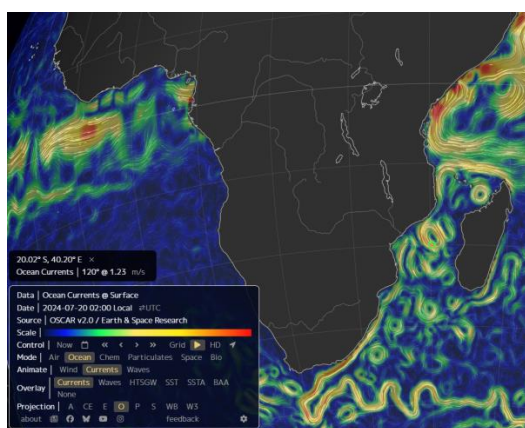 20.02° S, 40.20° E ×
Ocean Currents | 120° @ 1.23 m/s
Data | Ocean Currents @ Surface
Date | 2024-07-20 02:00 Local ⇄UTC
Source | OSCAR v2.0 / Earth & Space Research
Scale |
Control | Now « ‹ › » Grid ▶ HD
Mode | Air Ocean Chem Particulates Space Bio
Animate | Wind Currents Waves
Overlay | Currents Waves HTSGW SST SSTA BAA
None
Projection | A CE E O P S WB W3
about feedback